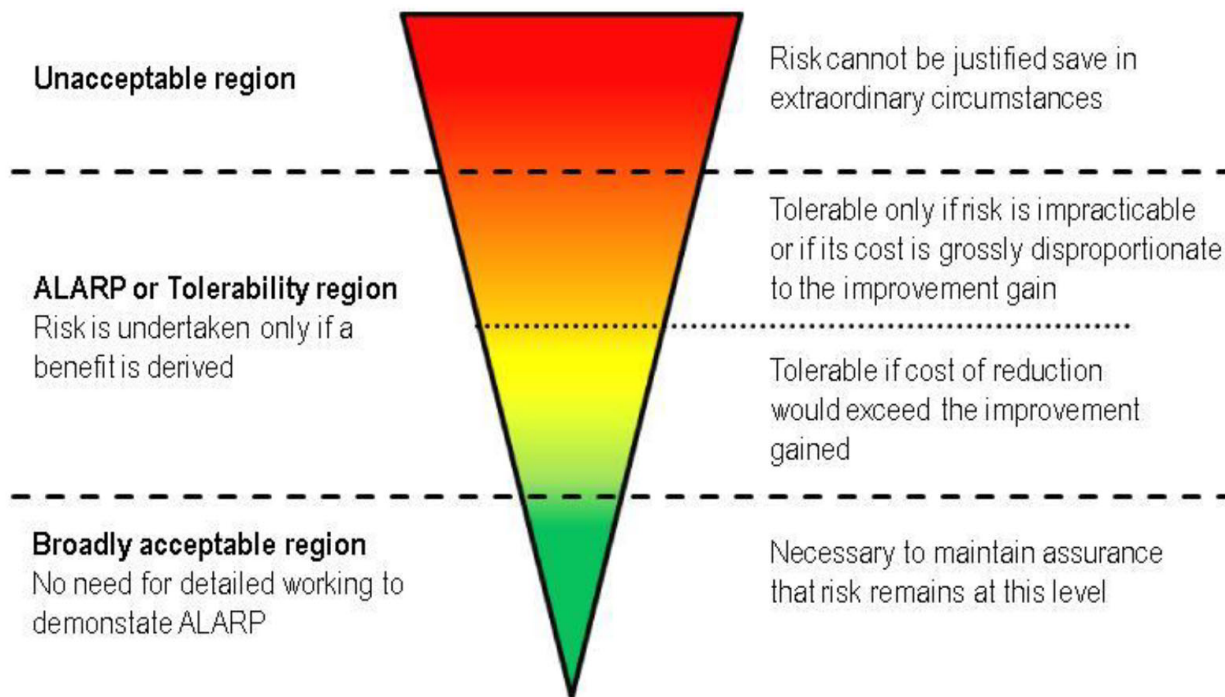 Unacceptable region
Risk cannot be justified save in
extraordinary circumstances
ALARP or Tolerability region
Risk is undertaken only if a
benefit is derived
Tolerable only if risk is impracticable
or if its cost is grossly disproportionate
to the improvement gain
Tolerable if cost of reduction
would exceed the improvement
gained
Broadly acceptable region
No need for detailed working to
demonstate ALARP
Necessary to maintain assurance
that risk remains at this level